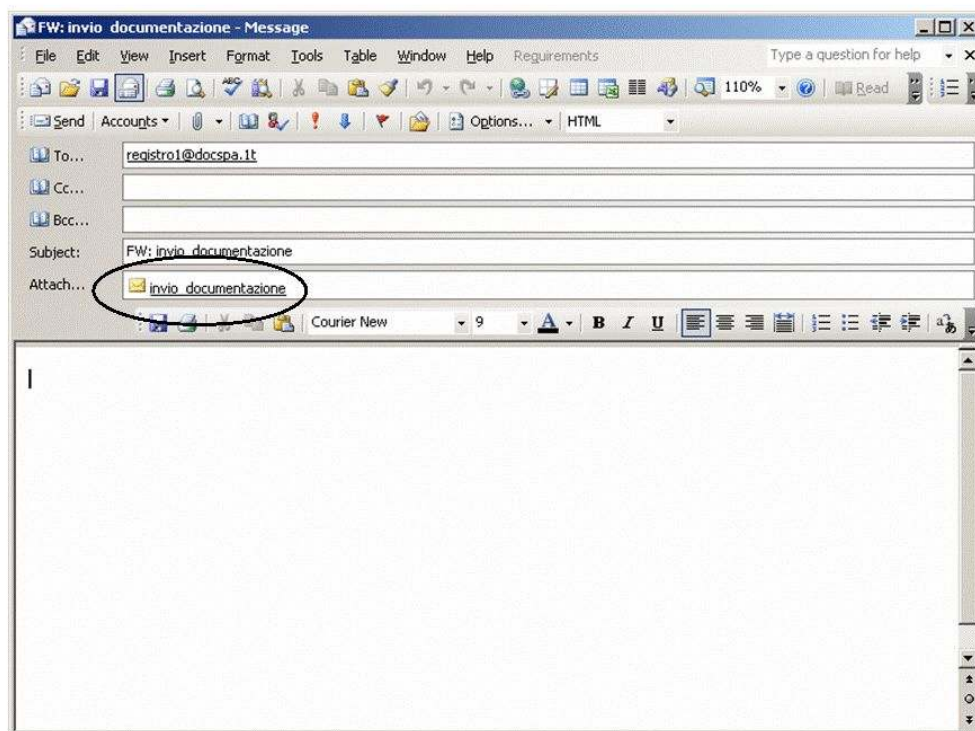 FW: invio documentazione - Message
File Edit View Insert Format Tools Table Window Help Requirements Type a question for help
110% Read
Send Accounts Options... HTML
To... registro1@docspa.1t
Cc...
Bcc...
Subject: FW: invio documentazione
Attach... invio documentazione
Courier New 9 A B I U